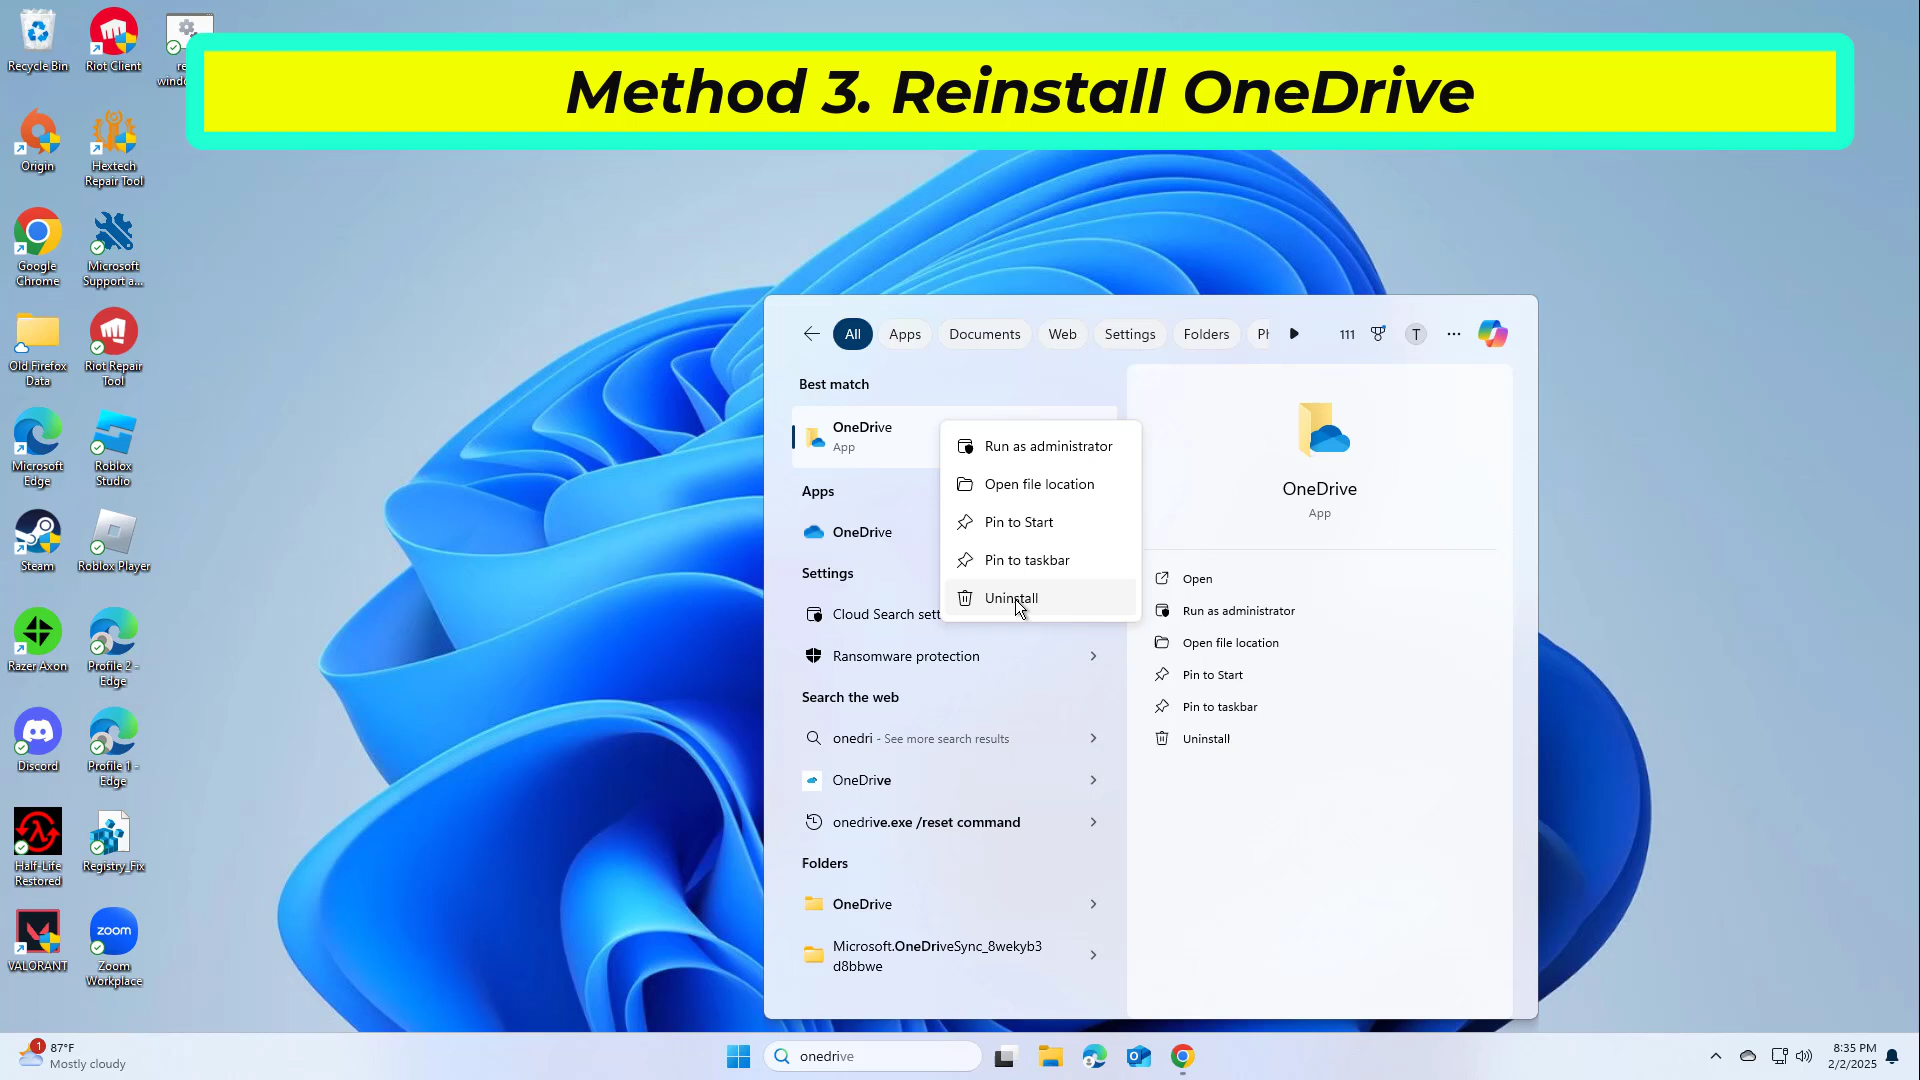 Method 3. Reinstall OneDrive
Recycle Bin
Riot Client
re
windo
Origin
Hextech
Repair Tool
Google
Chrome
Microsoft
Support a...
Old Firefox
Data
Riot Repair
Tool
Microsoft
Edge
Roblox
Studio
Steam
Roblox Player
Razer Axon
Profile 2 -
Edge
Discord
Profile 1 -
Edge
Half-Life
Restored
Registry_Fix
VALORANT
zoom
Zoom
Workplace
All
Apps
Documents
Web
Settings
Folders
Ph
111
T
Best match
OneDrive
App
Apps
OneDrive
Settings
Cloud Search sett
Ransomware protection
Search the web
onedri - See more search results
OneDrive
onedrive.exe /reset command
Folders
OneDrive
Microsoft.OneDriveSync_8wekyb3
d8bbwe
Run as administrator
Open file location
Pin to Start
Pin to taskbar
Uninstall
OneDrive
App
Open
Run as administrator
Open file location
Pin to Start
Pin to taskbar
Uninstall
1
87°F
Mostly cloudy
onedrive
8:35 PM
2/2/2025